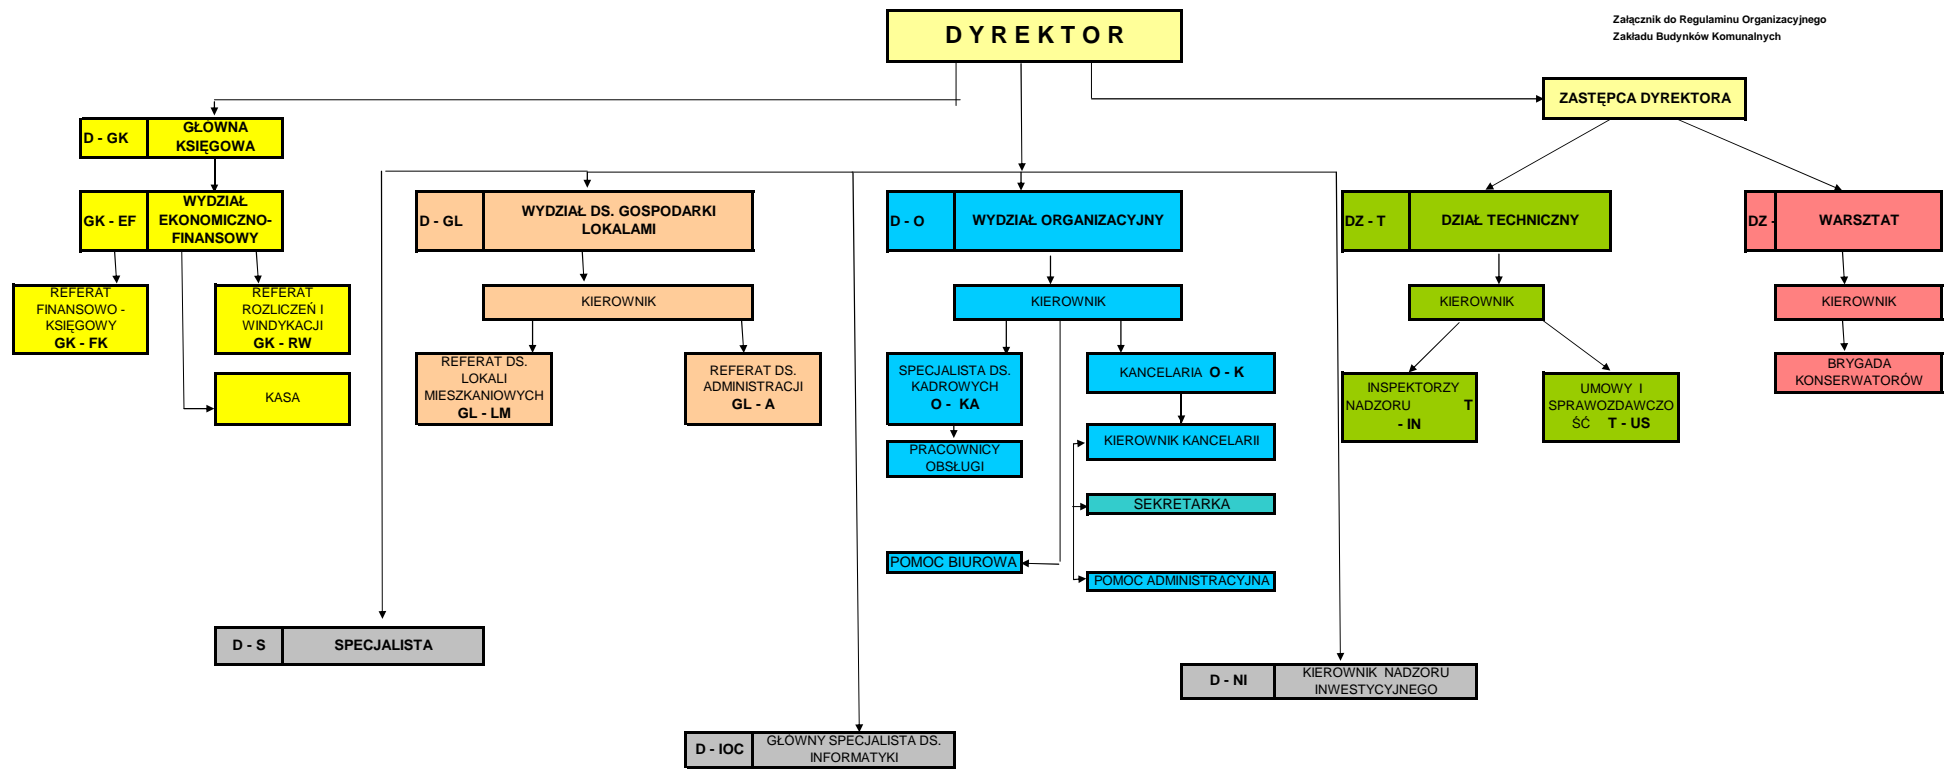 Załącznik do Regulaminu Organizacyjnego
Zakładu Budynków Komunalnych
D Y R E K T O R
ZASTĘPCA DYREKTORA
D - GK
GŁÓWNA
KSIĘGOWA
GK - EF
WYDZIAŁ
EKONOMICZNO-
FINANSOWY
D - GL
WYDZIAŁ DS. GOSPODARKI
LOKALAMI
D - O
WYDZIAŁ ORGANIZACYJNY
DZ - T
DZIAŁ TECHNICZNY
DZ -
WARSZTAT
REFERAT
FINANSOWO -
KSIĘGOWY
GK - FK
REFERAT
ROZLICZEŃ I
WINDYKACJI
GK - RW
KIEROWNIK
KIEROWNIK
KIEROWNIK
KIEROWNIK
KASA
REFERAT DS.
LOKALI
MIESZKANIOWYCH
GL - LM
REFERAT DS.
ADMINISTRACJI
GL - A
SPECJALISTA DS.
KADROWYCH
O - KA
KANCELARIA O - K
INSPEKTORZY
NADZORU T
- IN
UMOWY I
SPRAWOZDAWCZO
ŚĆ T - US
BRYGADA
KONSERWATORÓW
PRACOWNICY
OBSŁUGI
KIEROWNIK KANCELARII
SEKRETARKA
POMOC BIUROWA
POMOC ADMINISTRACYJNA
D - S
SPECJALISTA
D - NI
KIEROWNIK NADZORU
INWESTYCYJNEGO
D - IOC
GŁÓWNY SPECJALISTA DS.
INFORMATYKI